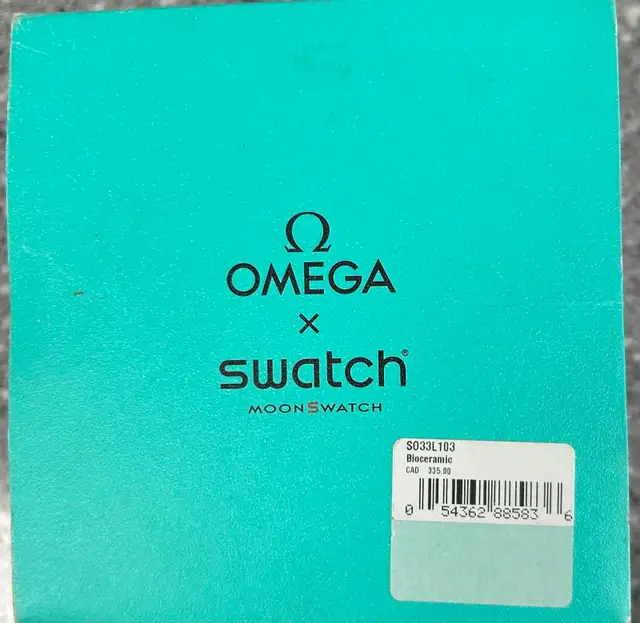 Ω
OMEGA
x
swatch®
MOONSWATCH
SO33L103
Bioceramic
CAD 335.00
0 54362 88583 6